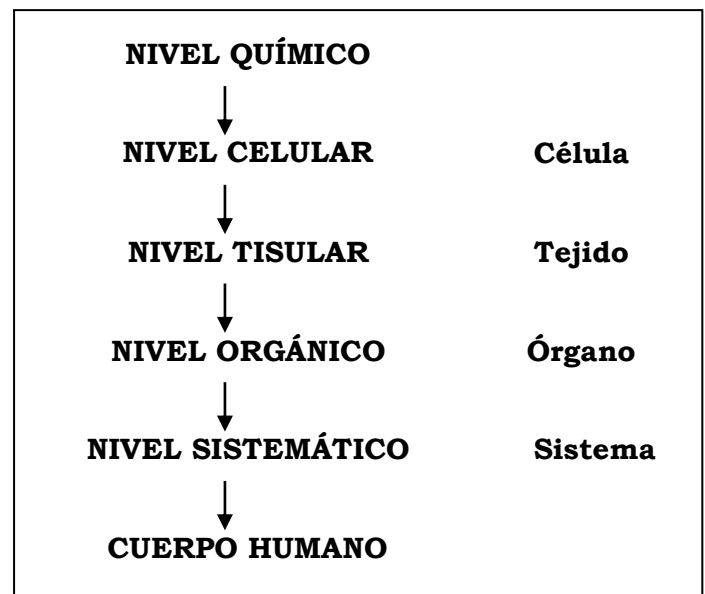 NIVEL QUÍMICO
NIVEL CELULAR Célula
NIVEL TISULAR Tejido
NIVEL ORGÁNICO Órgano
NIVEL SISTEMÁTICO Sistema
CUERPO HUMANO